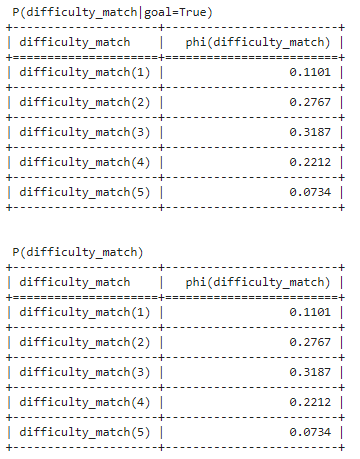 P(difficulty_match|goal=True)
+---------------------+-------------------------+
| difficulty_match    |   phi(difficulty_match) |
+=====================+=========================+
| difficulty_match(1) |                  0.1101 |
+---------------------+-------------------------+
| difficulty_match(2) |                  0.2767 |
+---------------------+-------------------------+
| difficulty_match(3) |                  0.3187 |
+---------------------+-------------------------+
| difficulty_match(4) |                  0.2212 |
+---------------------+-------------------------+
| difficulty_match(5) |                  0.0734 |
+---------------------+-------------------------+
P(difficulty_match)
+---------------------+-------------------------+
| difficulty_match    |   phi(difficulty_match) |
+=====================+=========================+
| difficulty_match(1) |                  0.1101 |
+---------------------+-------------------------+
| difficulty_match(2) |                  0.2767 |
+---------------------+-------------------------+
| difficulty_match(3) |                  0.3187 |
+---------------------+-------------------------+
| difficulty_match(4) |                  0.2212 |
+---------------------+-------------------------+
| difficulty_match(5) |                  0.0734 |
+---------------------+-------------------------+